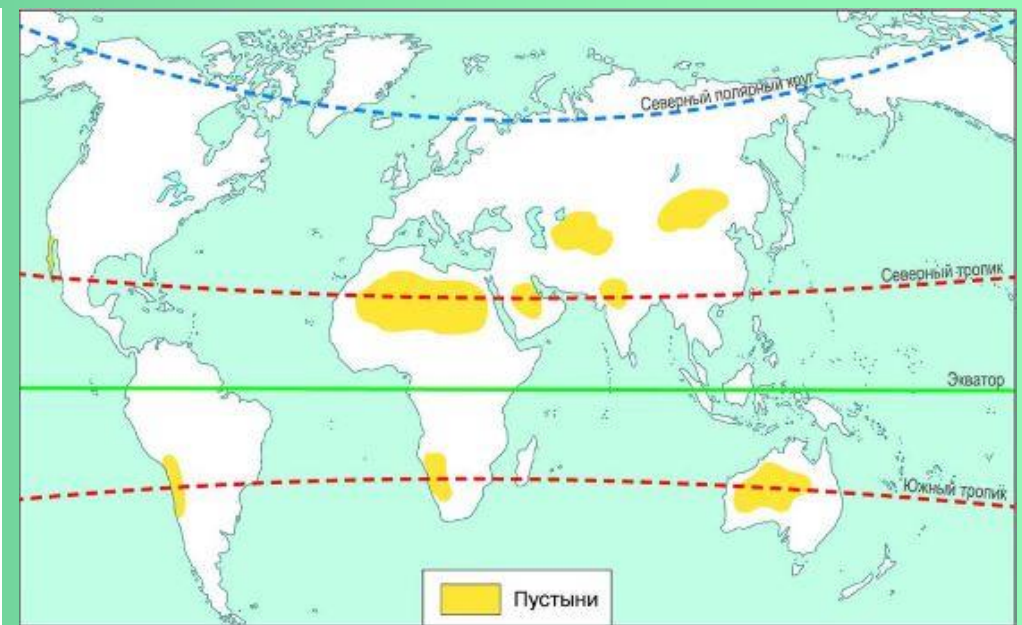 Северный полярный круг
Северный тропик
Экватор
Южный тропик
Пустыни